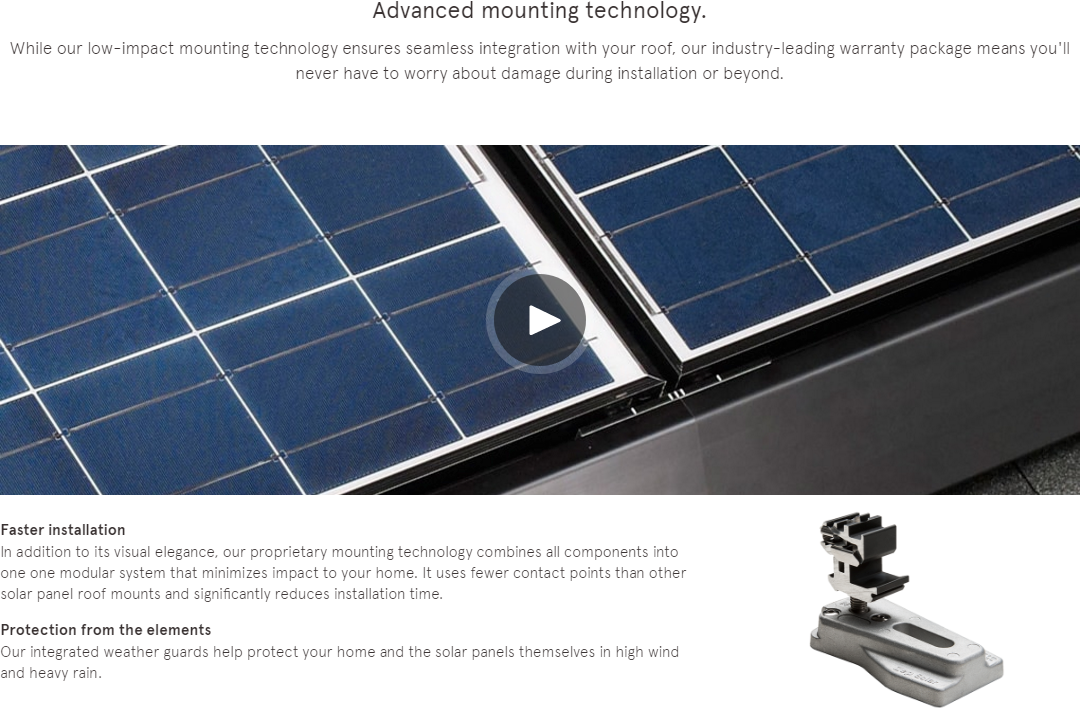 Advanced mounting technology.
While our low-impact mounting technology ensures seamless integration with your roof, our industry-leading warranty package means you'll
never have to worry about damage during installation or beyond.
Faster installation
In addition to its visual elegance, our proprietary mounting technology combines all components into
one one modular system that minimizes impact to your home. It uses fewer contact points than other
solar panel roof mounts and significantly reduces installation time.
Protection from the elements
Our integrated weather guards help protect your home and the solar panels themselves in high wind
and heavy rain.